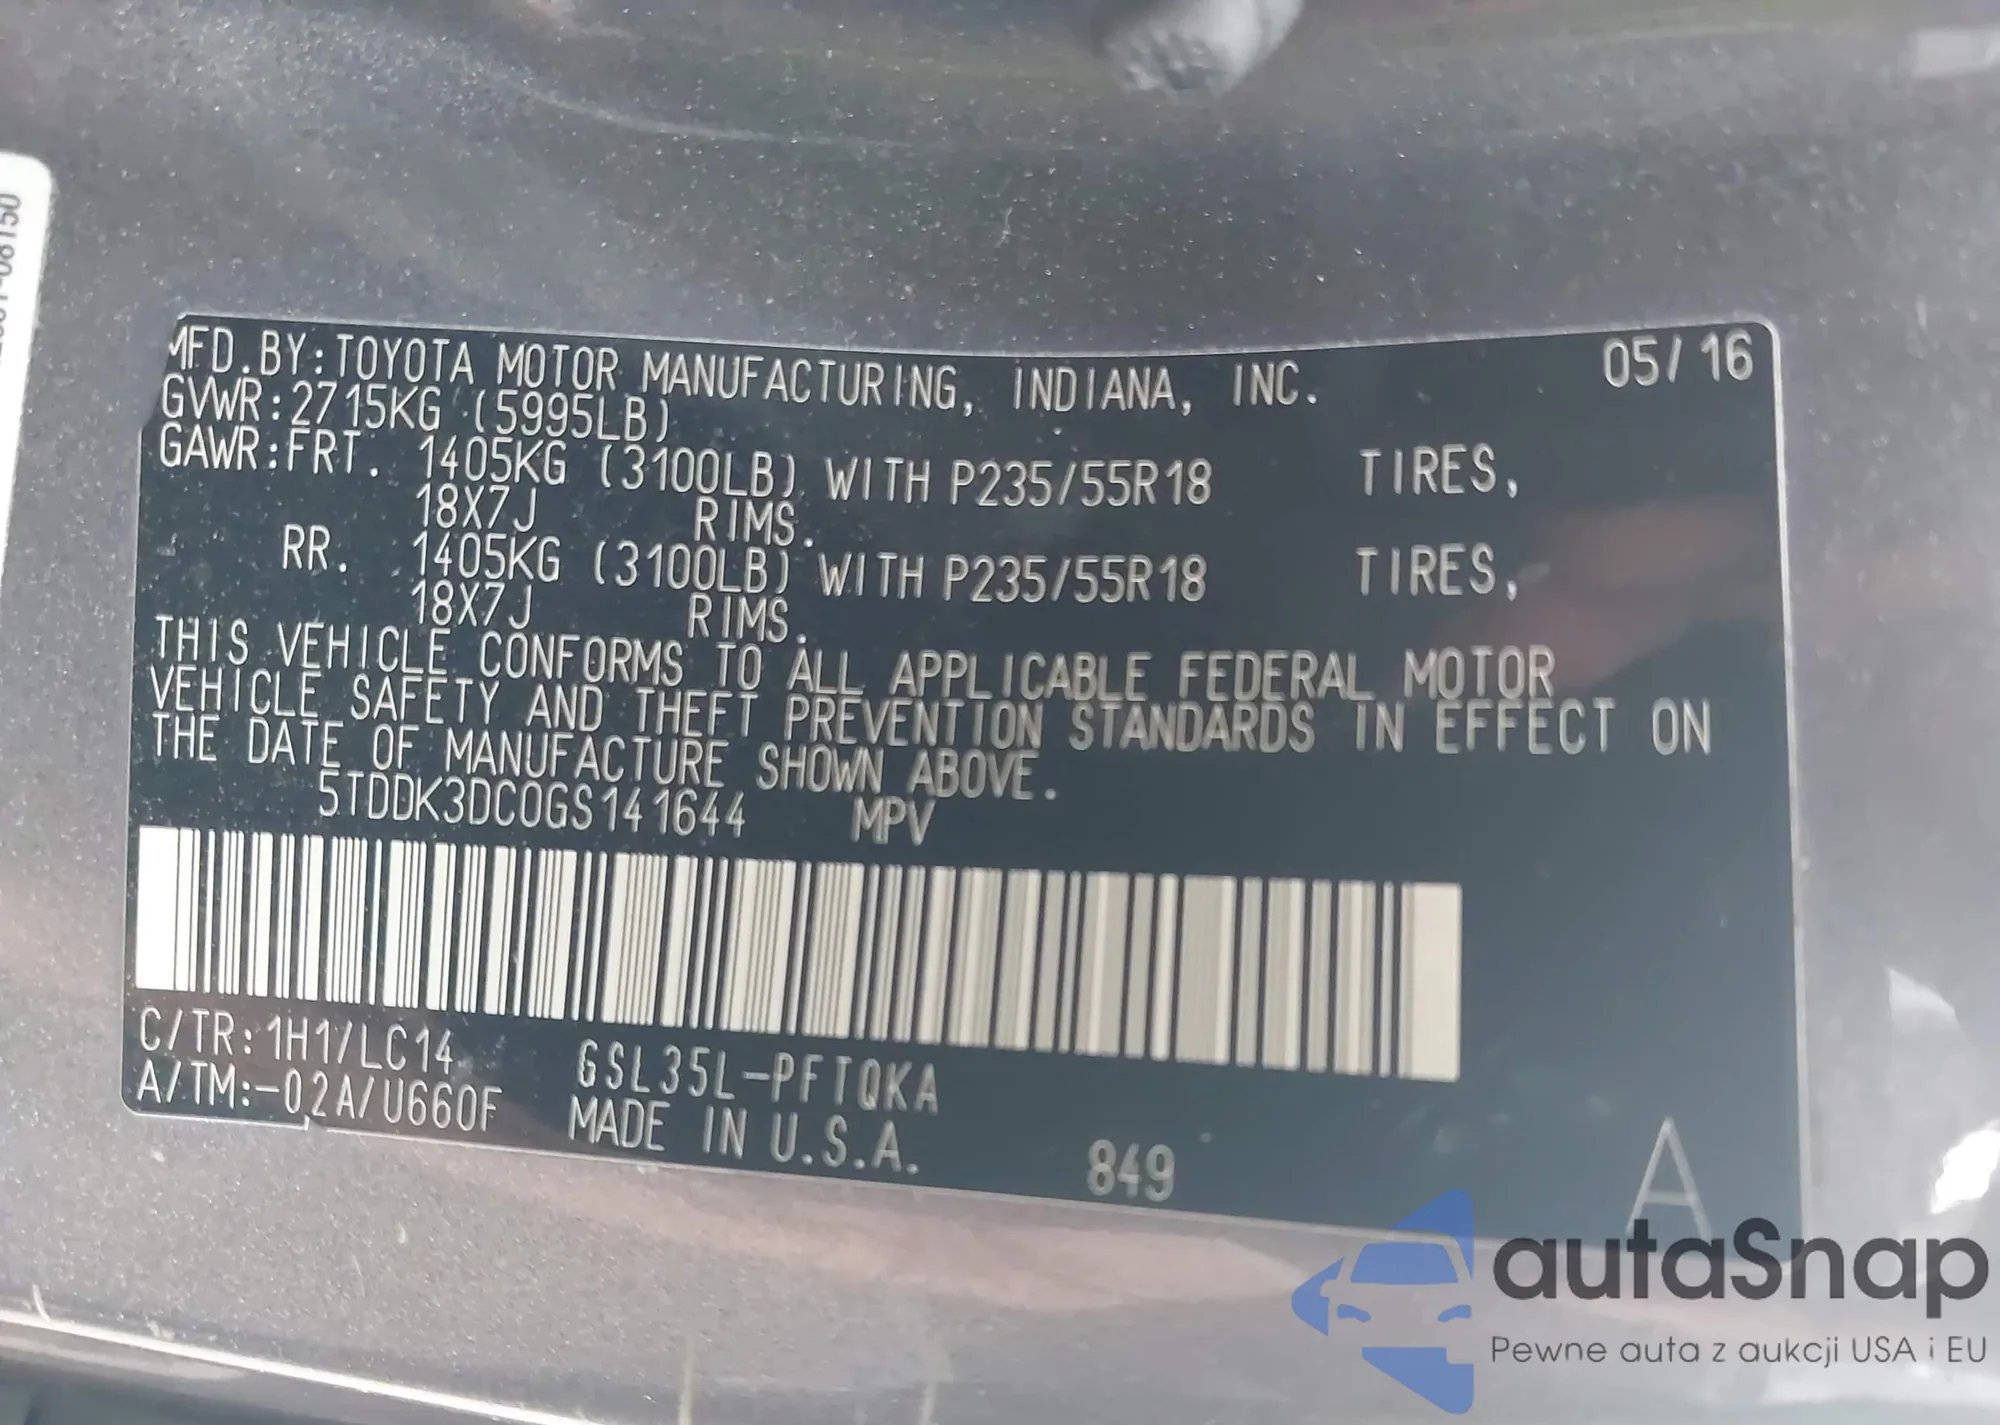 08150
MFD.BY:TOYOTA MOTOR MANUFACTURING, INDIANA, INC. 05/16
GVWR:2715KG (5995LB)
GAWR:FRT. 1405KG (3100LB) WITH P235/55R18 TIRES,
18X7J RIMS.
RR. 1405KG (3100LB) WITH P235/55R18 TIRES,
18X7J RIMS.
THIS VEHICLE CONFORMS TO ALL APPLICABLE FEDERAL MOTOR
VEHICLE SAFETY AND THEFT PREVENTION STANDARDS IN EFFECT ON
THE DATE OF MANUFACTURE SHOWN ABOVE.
5TDDK3DC0GS141644 MPV
C/TR:1H1/LC14 GSL35L-PFTQKA
A/TM:-02A/U660F MADE IN U.S.A. 849 A
autaSnap
Pewne auta z aukcji USA i EU